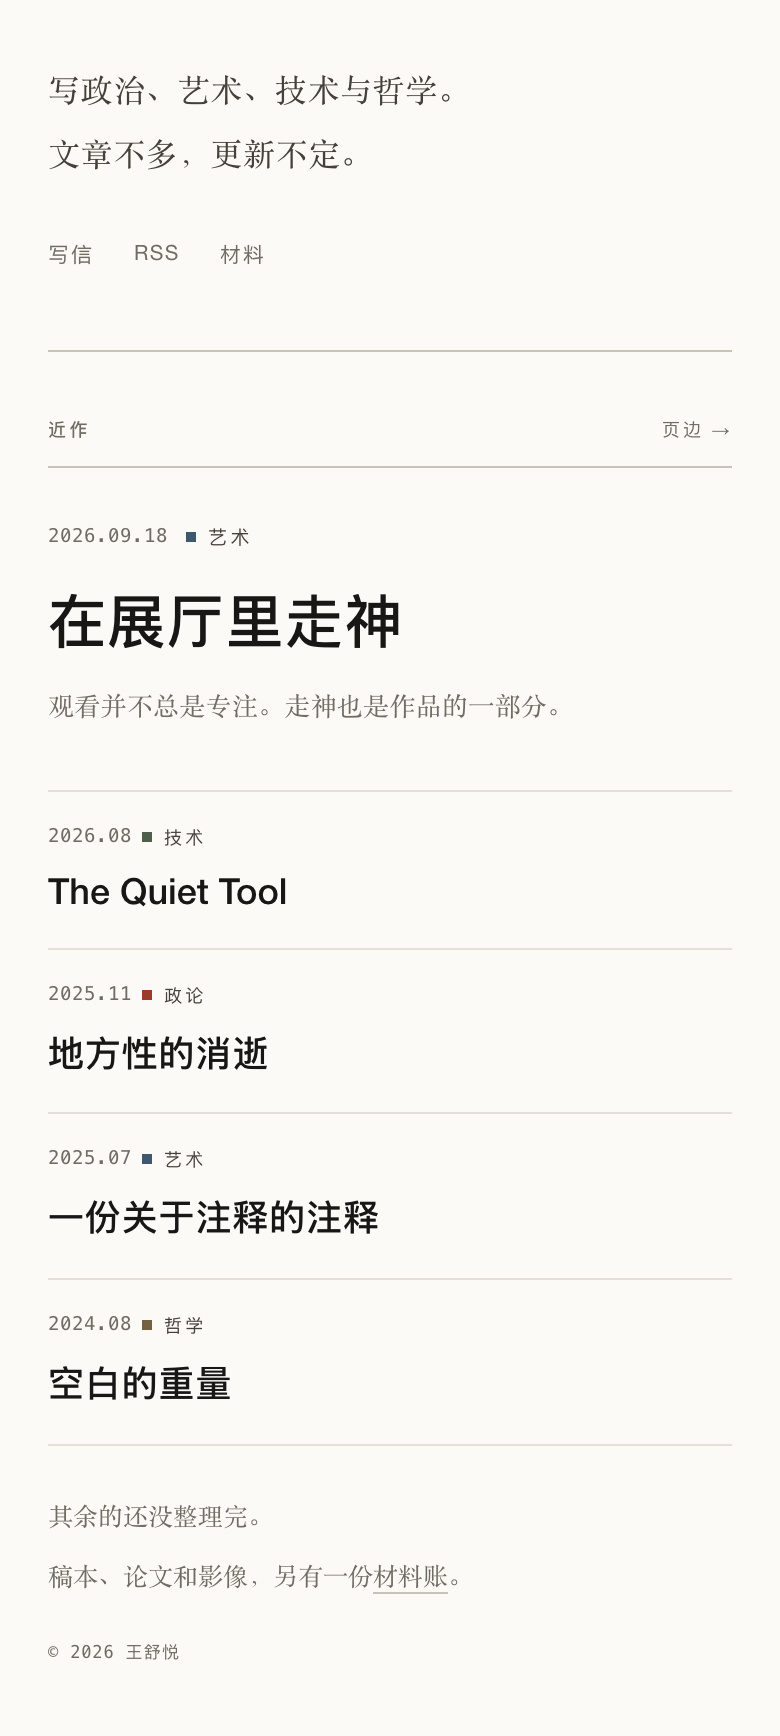 写政治、艺术、技术与哲学。
文章不多，更新不定。
写信 RSS 材料
近作 页边 →
2026.09.18 艺术
在展厅里走神
观看并不总是专注。走神也是作品的一部分。
2026.08 技术
The Quiet Tool
2025.11 政论
地方性的消逝
2025.07 艺术
一份关于注释的注释
2024.08 哲学
空白的重量
其余的还没整理完。
稿本、论文和影像，另有一份材料账。
© 2026 王舒悦